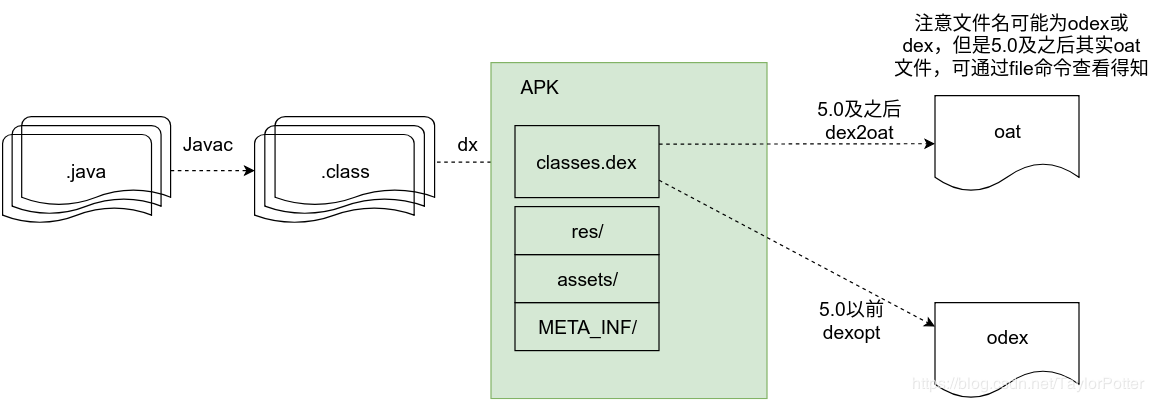 注意文件名可能为odex或
dex，但是5.0及之后其实oat
文件，可通过file命令查看得知
APK
5.0及之后
dex2oat
oat
Javac
dx
.java
.class
classes.dex
res/
assets/
META_INF/
5.0以前
dexopt
odex
https://blog.csdn.net/TaylorPotter